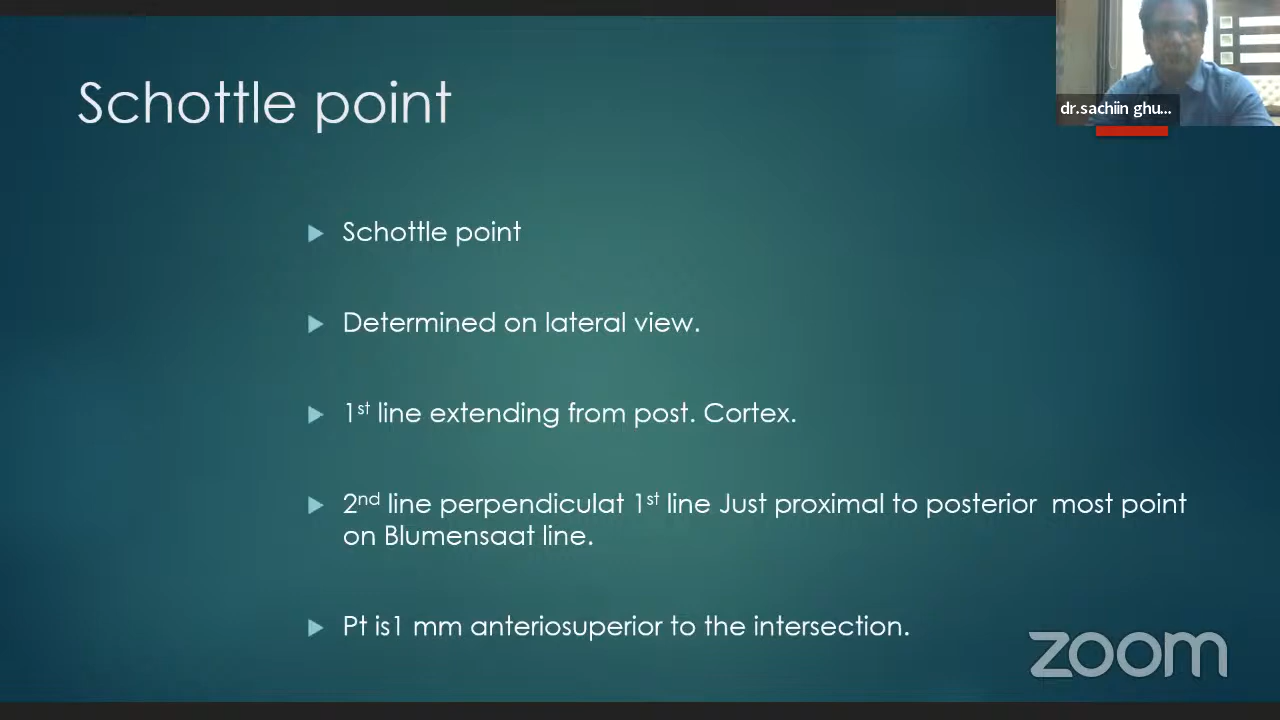 Schottle point
dr.sachiin ghu...
Schottle point
Determined on lateral view.
1st line extending from post. Cortex.
2nd line perpendiculat 1st line Just proximal to posterior most point
on Blumensaat line.
Pt is1 mm anteriosuperior to the intersection.
zoom